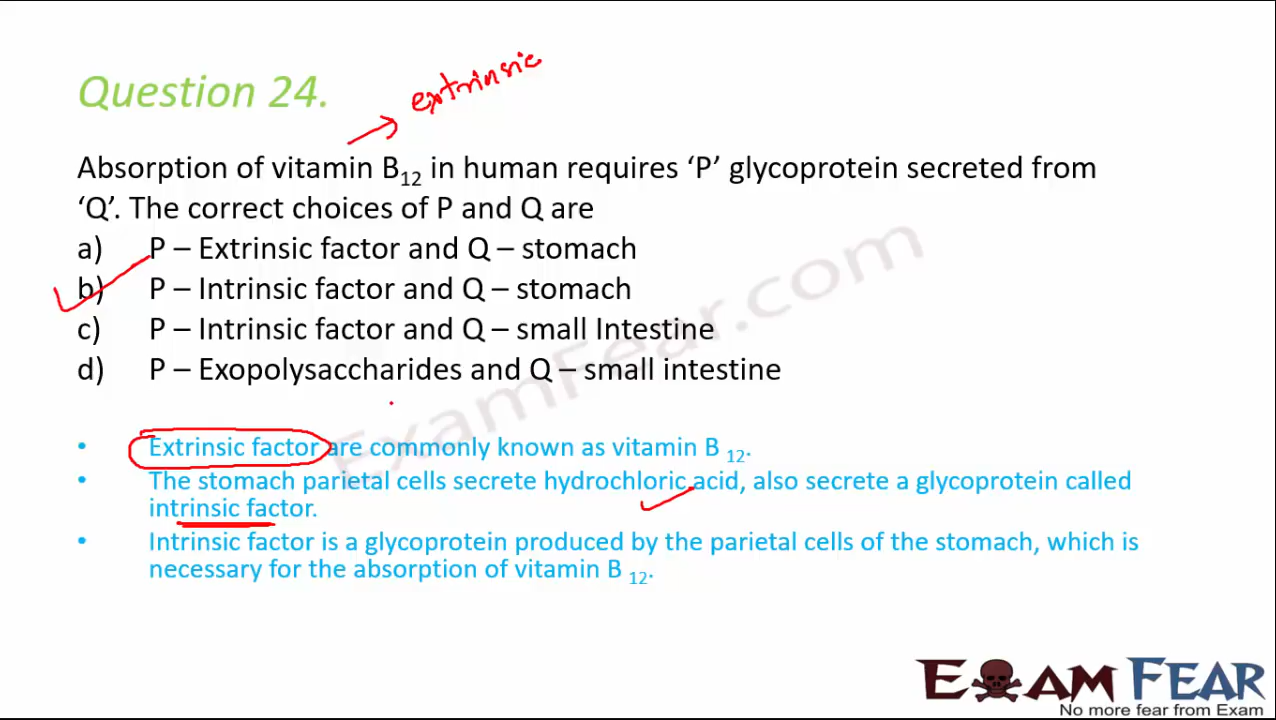 Question 24.
extrinsic
Absorption of vitamin B₁₂ in human requires ‘P’ glycoprotein secreted from
‘Q’. The correct choices of P and Q are
a) P – Extrinsic factor and Q – stomach
b) P – Intrinsic factor and Q – stomach
c) P – Intrinsic factor and Q – small Intestine
d) P – Exopolysaccharides and Q – small intestine
• Extrinsic factor are commonly known as vitamin B ₁₂.
• The stomach parietal cells secrete hydrochloric acid, also secrete a glycoprotein called
intrinsic factor.
• Intrinsic factor is a glycoprotein produced by the parietal cells of the stomach, which is
necessary for the absorption of vitamin B ₁₂.
ExamFear.com
EXAM FEAR
No more fear from Exam